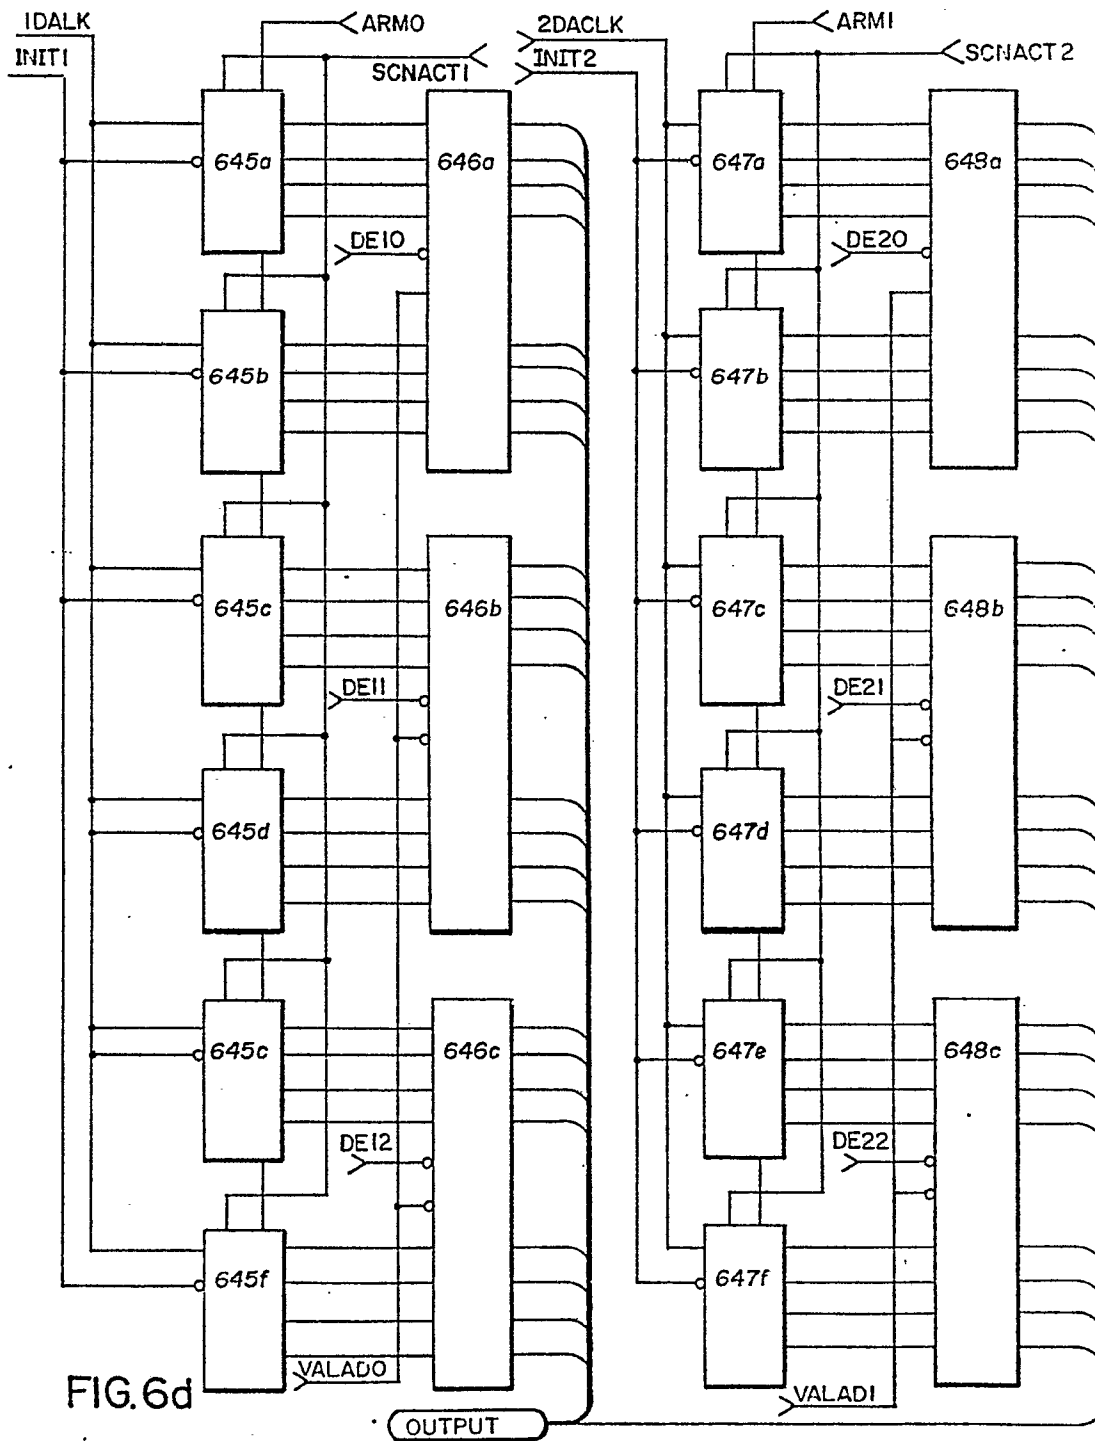 1DALK
ARM0
2DACLK
ARM1
INIT1
SCNACT1
INIT2
SCNACT2
645a
646a
647a
648a
DE10
DE20
645b
647b
645c
646b
647c
648b
DE11
DE21
645d
647d
645c
646c
647e
648c
DE12
DE22
645f
647f
VALAD0
VALAD1
FIG.6d
OUTPUT